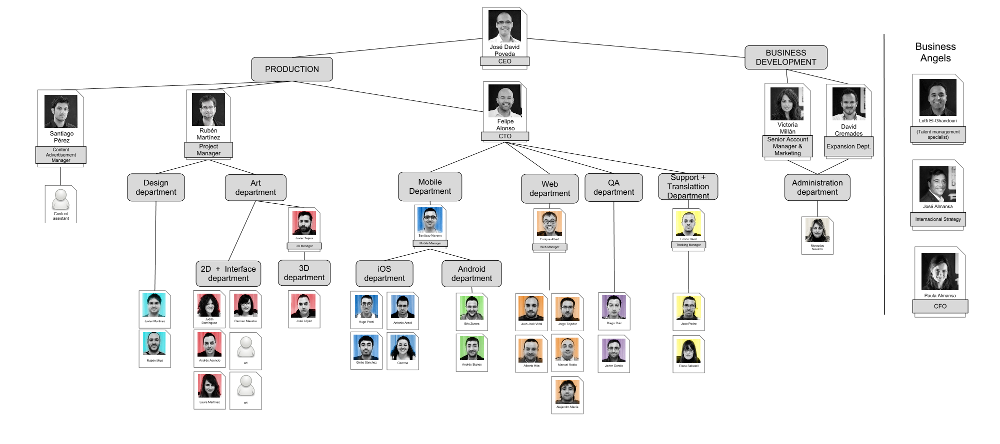 José David
Poveda
CEO
PRODUCTION
BUSINESS
DEVELOPMENT
Business
Angels
Santiago
Pérez
Content
Advertisement
Manager
Rubén
Martínez
Project
Manager
Felipe
Alonso
CTO
Victoria
Millán
Senior Account
Manager &
Marketing
David
Cremades
Expansion Dept.
Lotfi El-Ghandouri
(Talent management
specialist)
Content
assistant
Design
department
Art
department
Mobile
Department
Web
department
QA
department
Support +
Translattion
Department
Administration
department
José Almansa
Internacional Strategy
Javier Tejera
3D Manager
Santiago Navarro
Mobile Manager
Enrique Albert
Web Manager
Enrico Barel
Tracking Manager
Mercedes
Navarro
2D + Interface
department
3D
department
iOS
department
Android
department
Paula Almansa
CFO
Javier Martínez
Judith
Domínguez
Carmen Maestre
José López
Hugo Peral
Antonio Aracil
Eric Zurera
Juan José Vidal
Jorge Tejedor
Diego Ruiz
Joao Pedro
Rubén Micó
Andrés Asencio
art
Ginés Sánchez
Gemma
Andrés Signes
Alberto Hita
Manuel Robla
Javier García
Elena Sabatell
Laura Martínez
art
Alejandro Macía